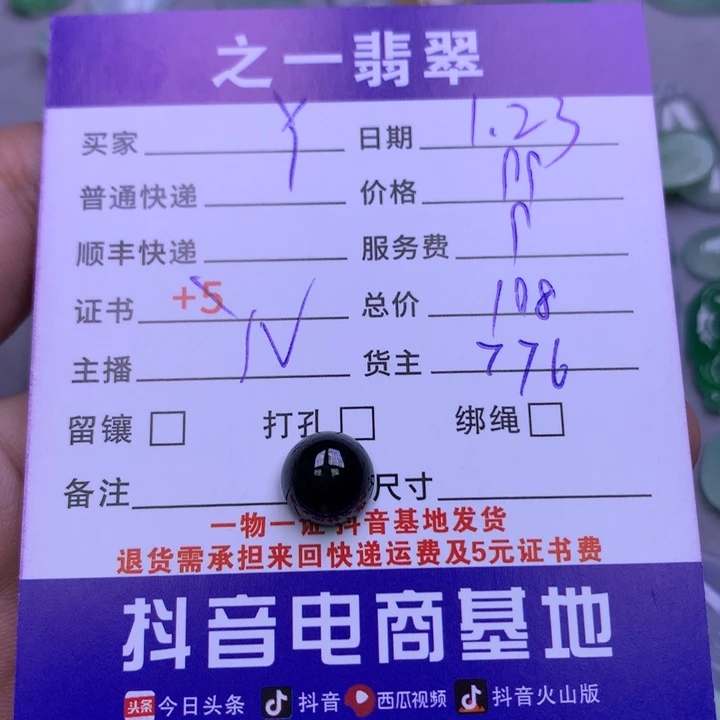 之一翡翠
买家 Y 日期 1.23
普通快递 价格
顺丰快递 服务费
证书 +5 总价 108
主播 N 货主 776
留镶 打孔 绑绳
备注 尺寸
一物一证 抖音基地发货
退货需承担来回快递运费及5元证书费
抖音电商基地
头条 今日头条 抖音 西瓜视频 抖音火山版